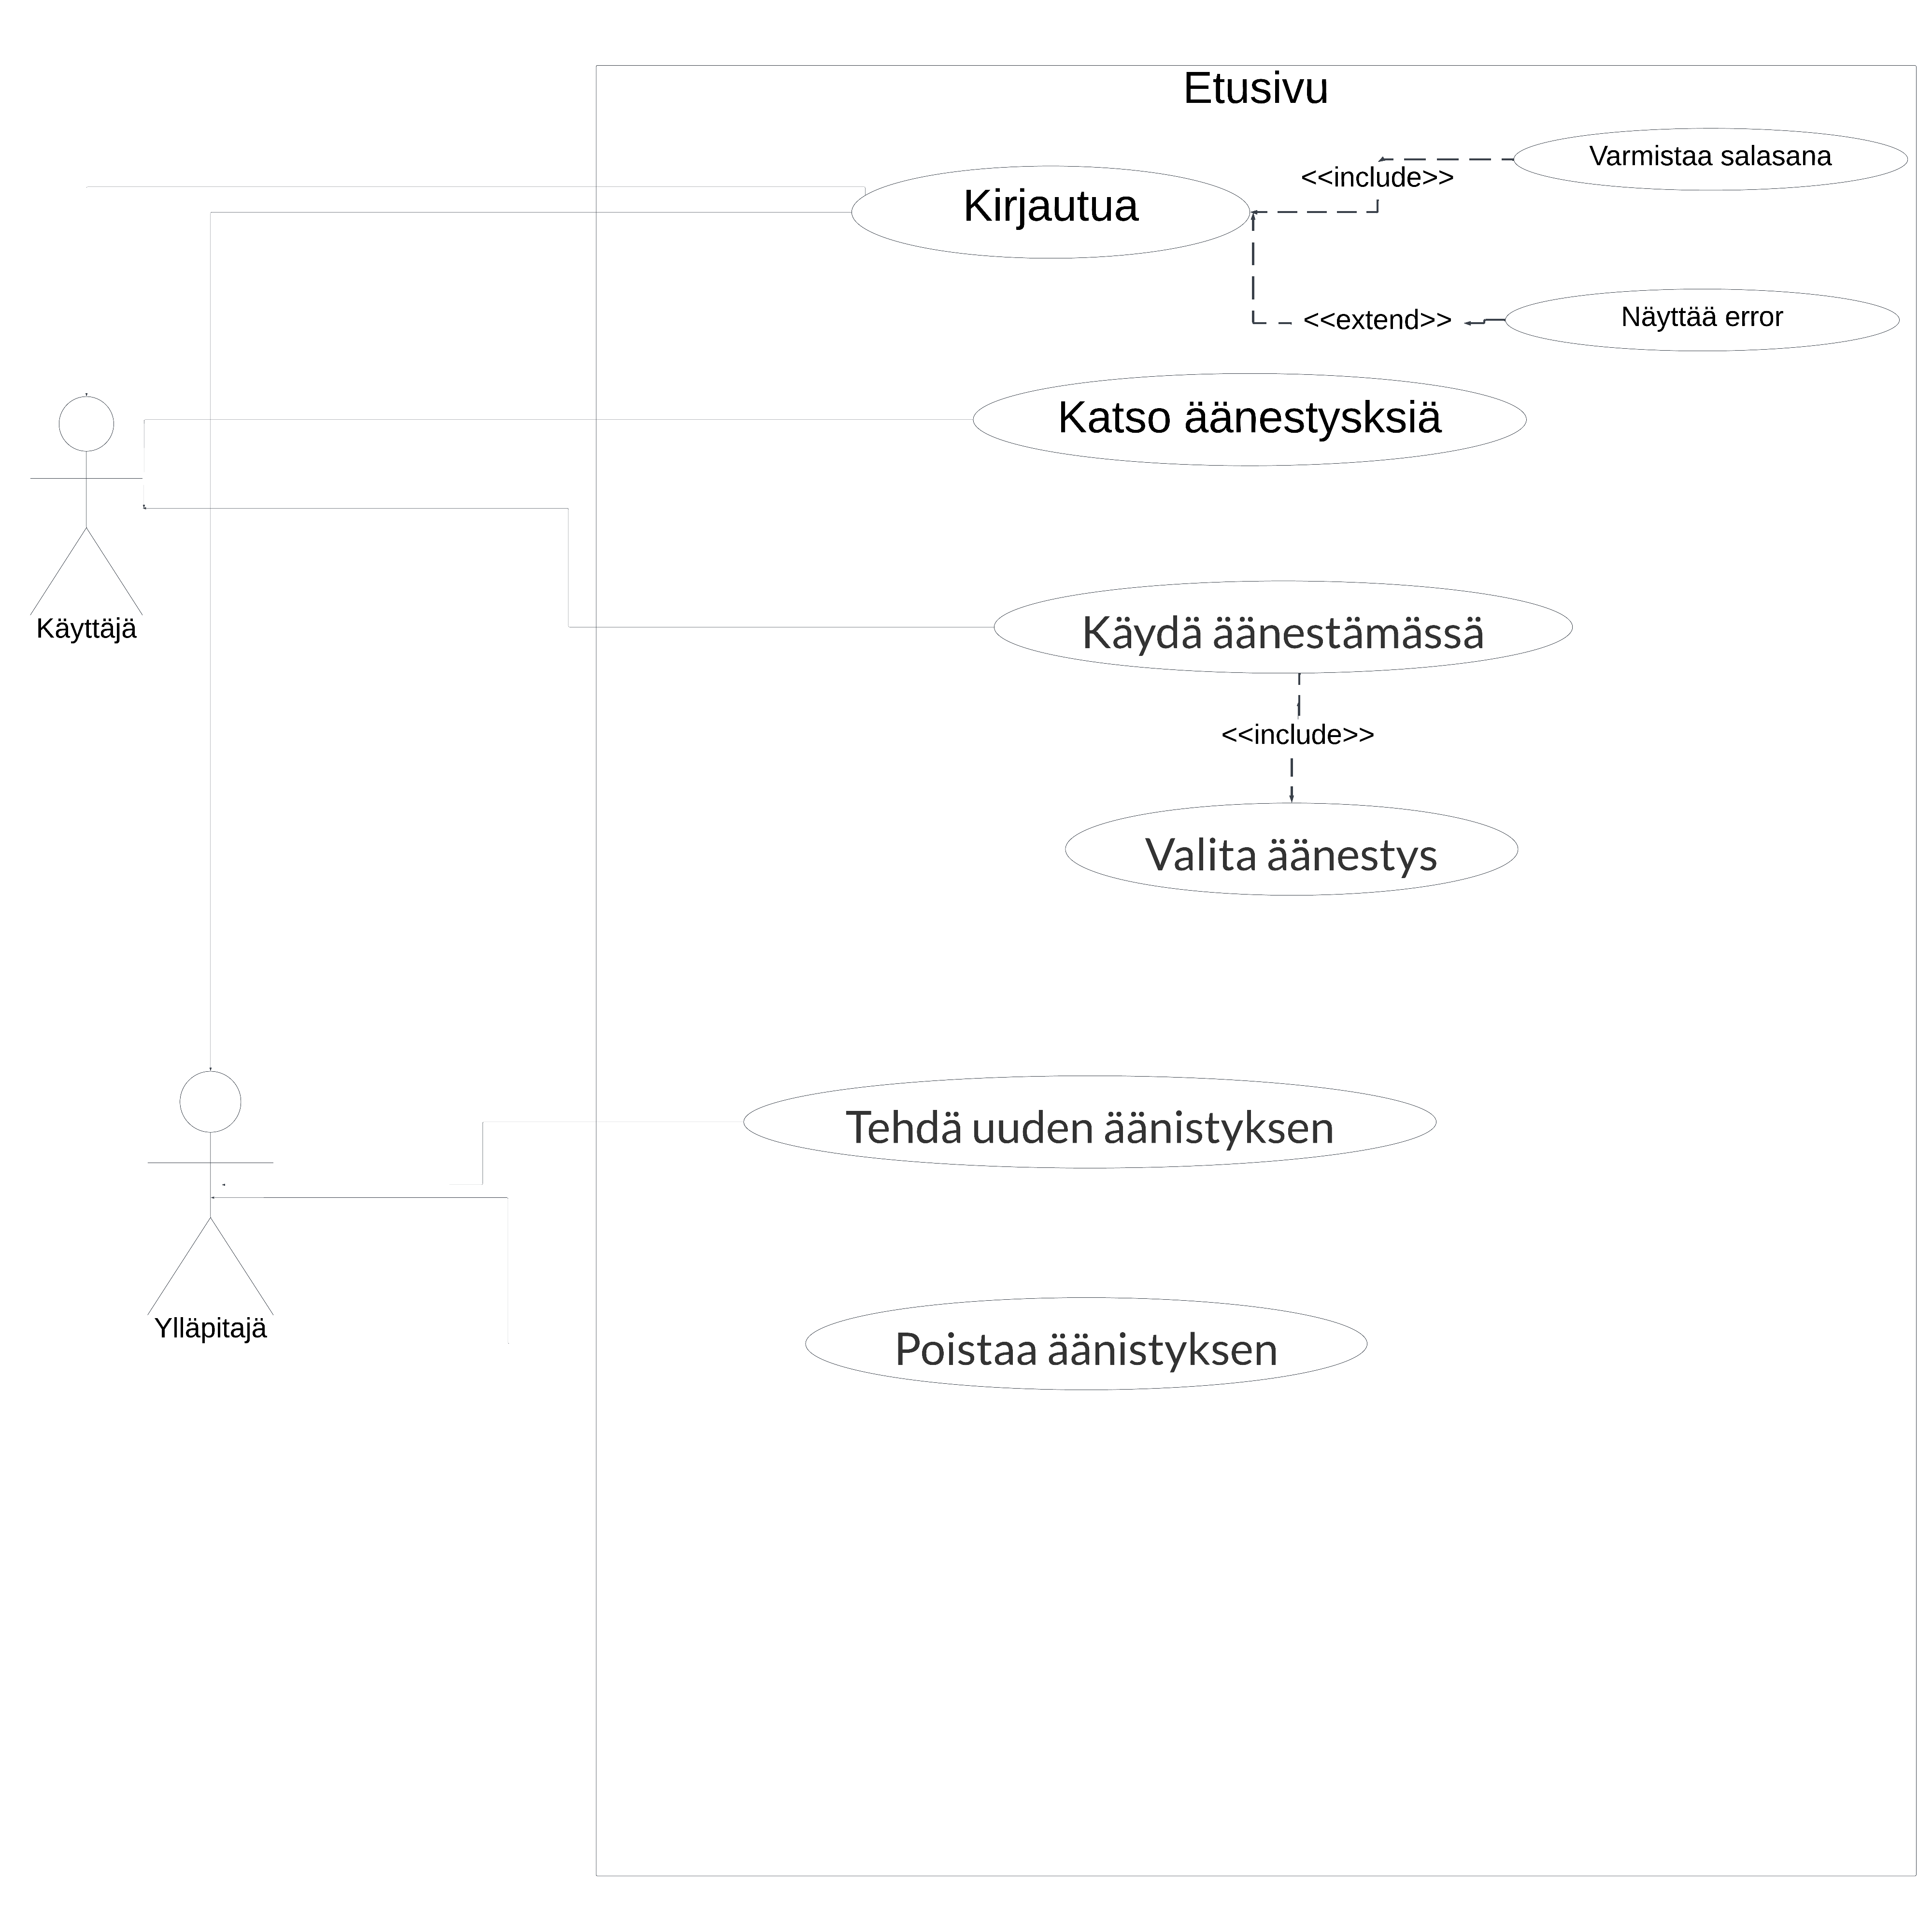 Etusivu
Varmistaa salasana
<<include>>
Kirjautua
<<extend>>
Näyttää error
Katso äänestysksiä
Käyttäjä
Käydä äänestämässä
<<include>>
Valita äänestys
Tehdä uuden äänistyksen
Ylläpitajä
Poistaa äänistyksen